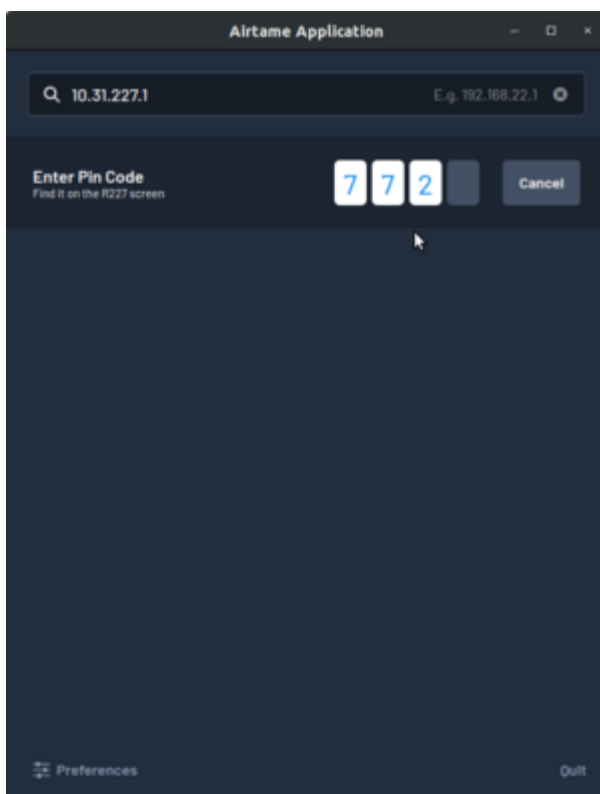 Airtame Application
10.31.227.1 E.g. 192.168.22.1
Enter Pin Code
Find it on the R227 screen
7 7 2
Cancel
Preferences
Quit